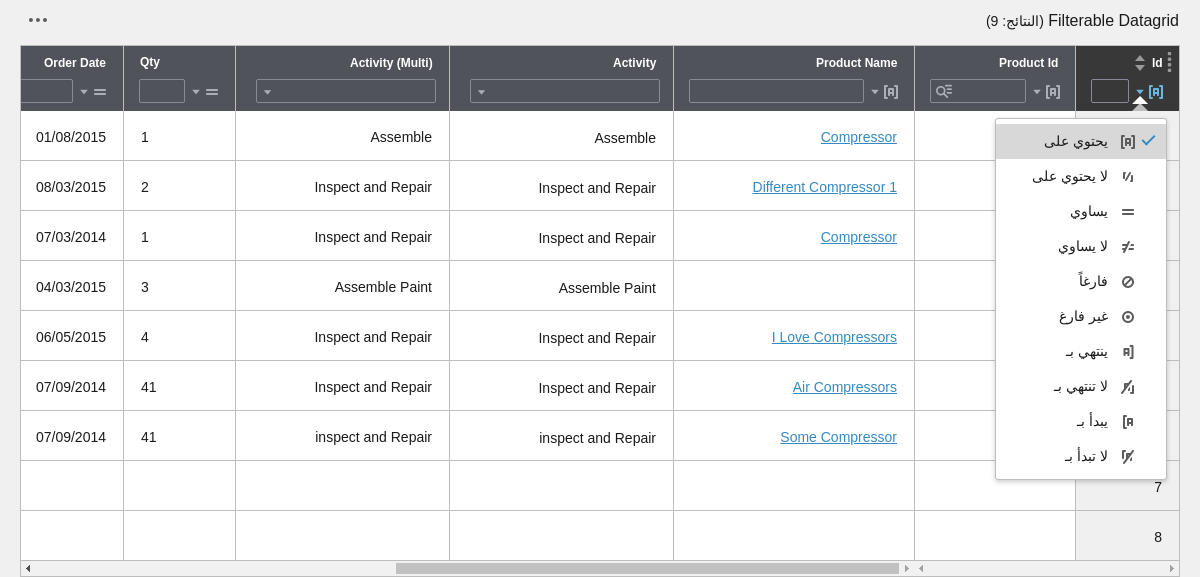 Filterable Datagrid (النتائج: 9)
Id
Product Id
Product Name
Activity
Activity (Multi)
Qty
Order Date
Compressor
Assemble
Assemble
1
01/08/2015
Different Compressor 1
Inspect and Repair
Inspect and Repair
2
08/03/2015
Compressor
Inspect and Repair
Inspect and Repair
1
07/03/2014
Assemble Paint
Assemble Paint
3
04/03/2015
I Love Compressors
Inspect and Repair
Inspect and Repair
4
06/05/2015
Air Compressors
Inspect and Repair
Inspect and Repair
41
07/09/2014
Some Compressor
inspect and Repair
inspect and Repair
41
07/09/2014
7
8
يحتوي على
لا يحتوي على
يساوي
لا يساوي
فارغاً
غير فارغ
ينتهي بـ
لا تنتهي بـ
يبدأ بـ
لا تبدأ بـ